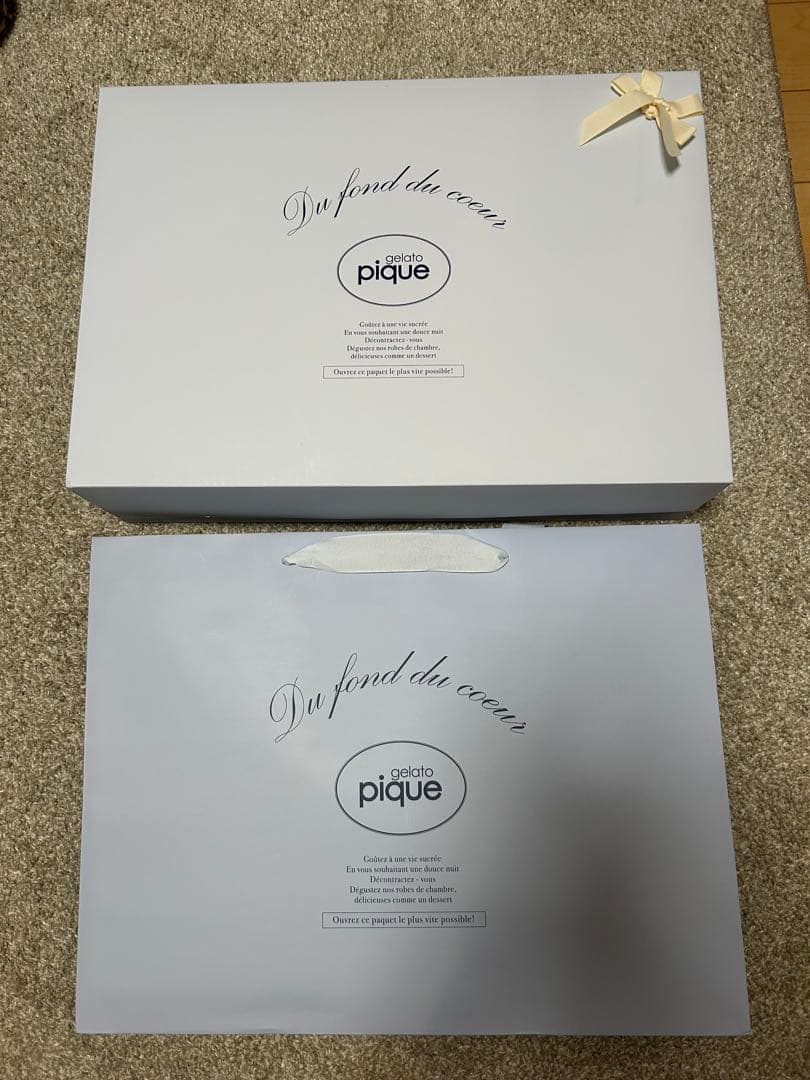 Du fond du coeur
gelato
pique
Goûtez à une vie sucrée
En vous souhaitant une douce nuit
Décontractez - vous
Dégustez nos robes de chambre,
délicieuses comme un dessert
Ouvrez ce paquet le plus vite possible!
Du fond du coeur
gelato
pique
Goûtez à une vie sucrée
En vous souhaitant une douce nuit
Décontractez - vous
Dégustez nos robes de chambre,
délicieuses comme un dessert
Ouvrez ce paquet le plus vite possible!